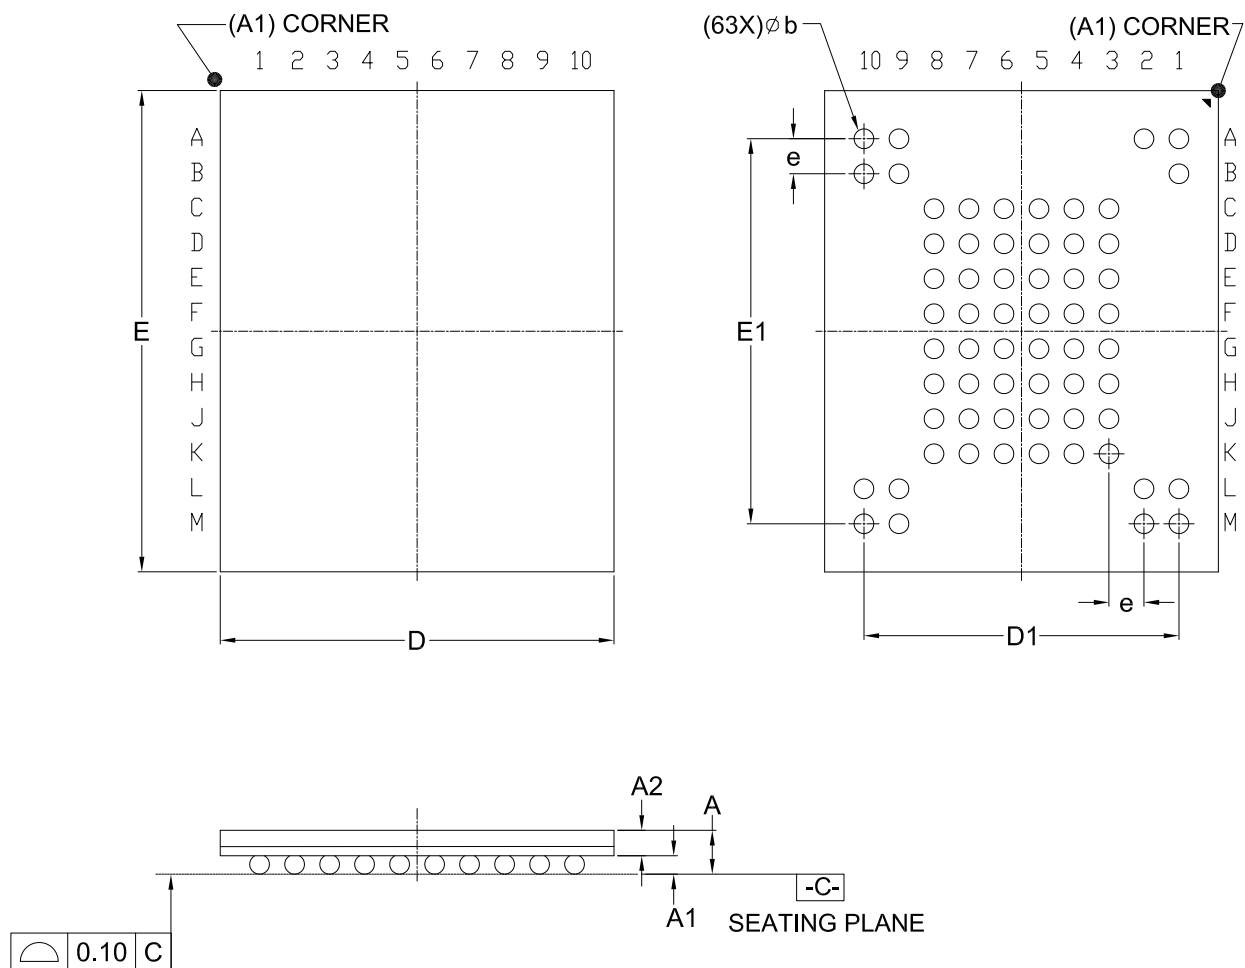 (A1) CORNER
1 2 3 4 5 6 7 8 9 10
A
B
C
D
E
F
G
H
J
K
L
M
E
D
(63X)⌀b
(A1) CORNER
10 9 8 7 6 5 4 3 2 1
A
B
C
D
E
F
G
H
J
K
L
M
e
E1
e
D1
A2
A
A1
-C-
SEATING PLANE
0.10 C